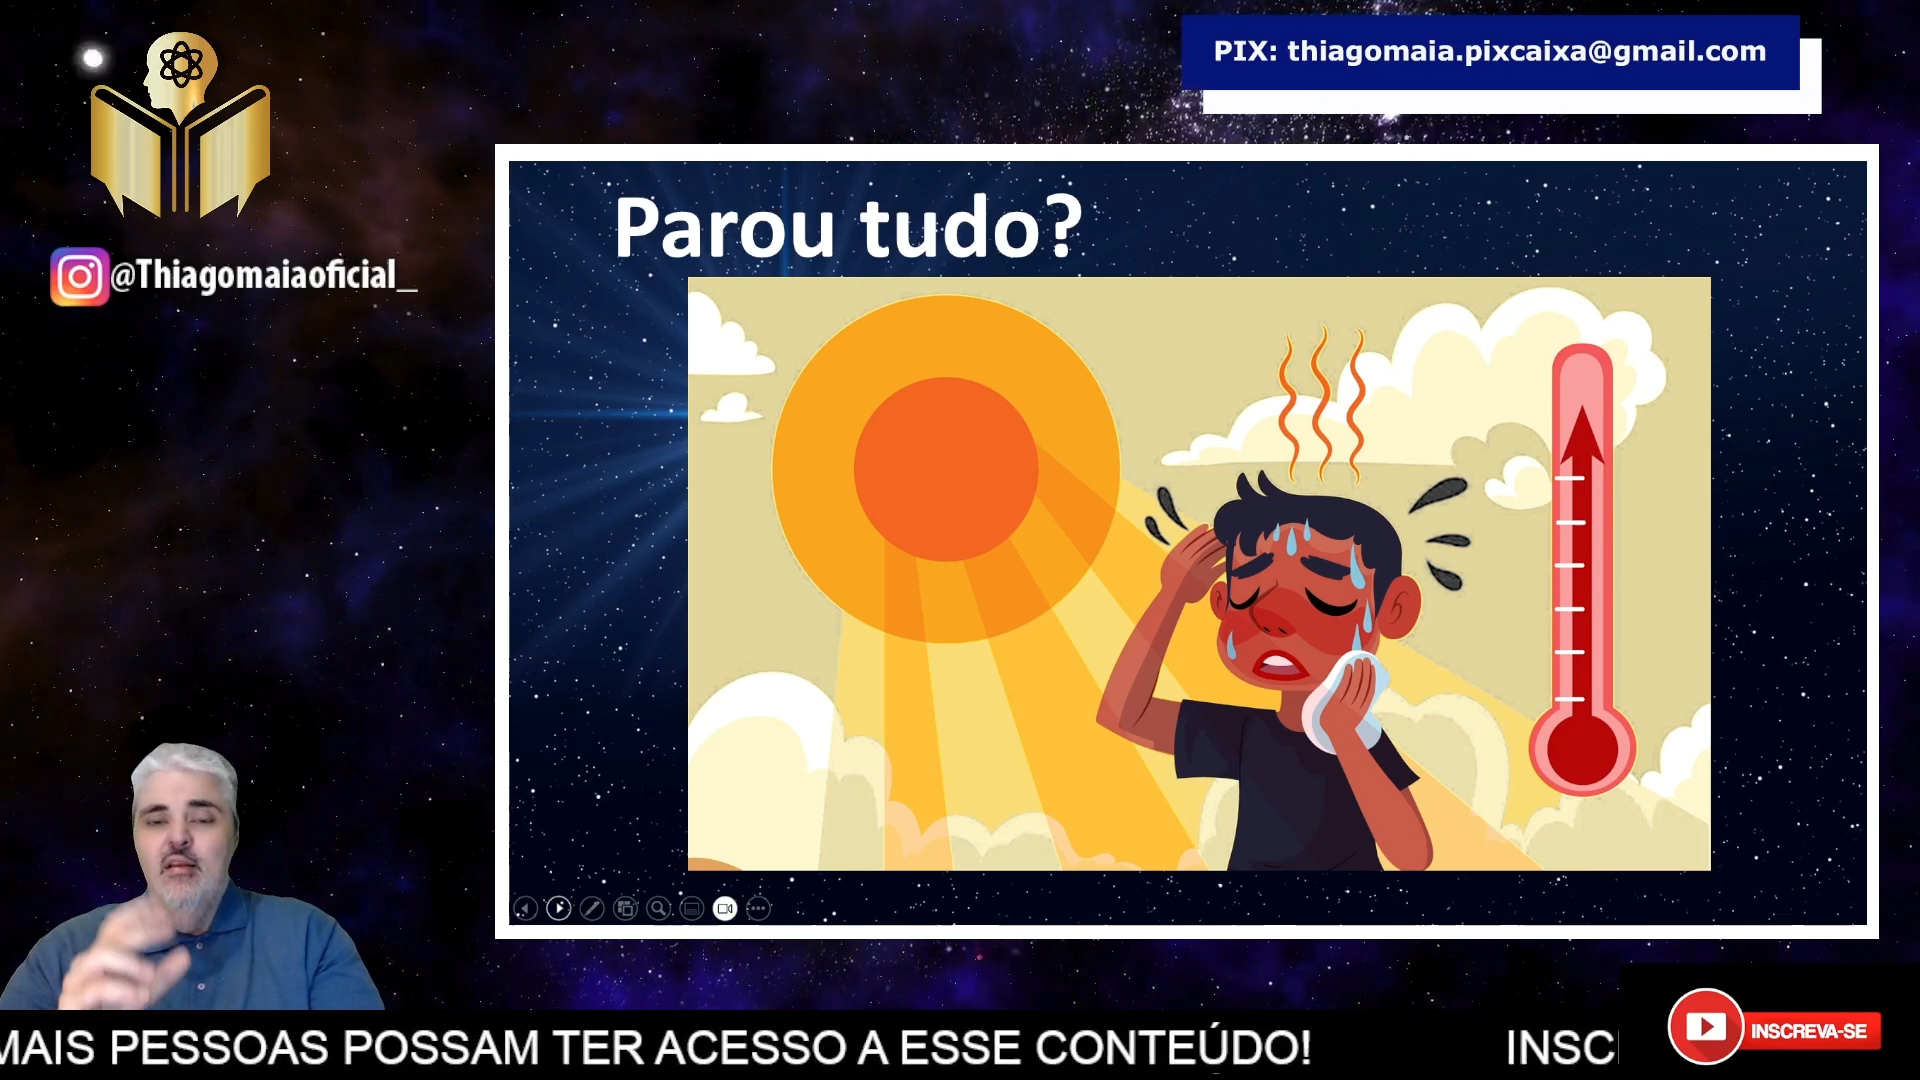 PIX: thiagomaia.pixcaixa@gmail.com
@Thiagomaiaoficial_
Parou tudo?
MAIS PESSOAS POSSAM TER ACESSO A ESSE CONTEÚDO! INSC
INSCREVA-SE